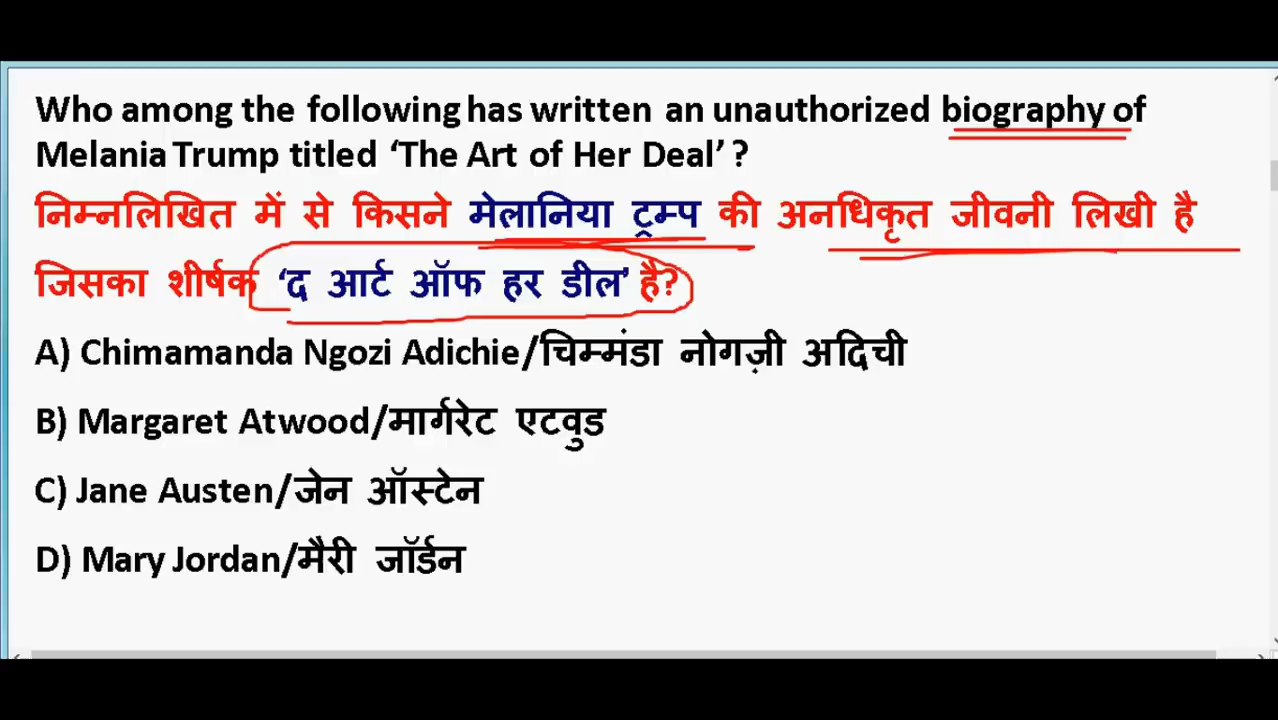 Who among the following has written an unauthorized biography of
Melania Trump titled ‘The Art of Her Deal’ ?
निम्नलिखित में से किसने मेलानिया ट्रम्प की अनधिकृत जीवनी लिखी है
जिसका शीर्षक ‘द आर्ट ऑफ हर डील’ है?
A) Chimamanda Ngozi Adichie/चिम्मंडा नोगज़ी अदिची
B) Margaret Atwood/मार्गरेट एटवुड
C) Jane Austen/जेन ऑस्टेन
D) Mary Jordan/मैरी जॉर्डन